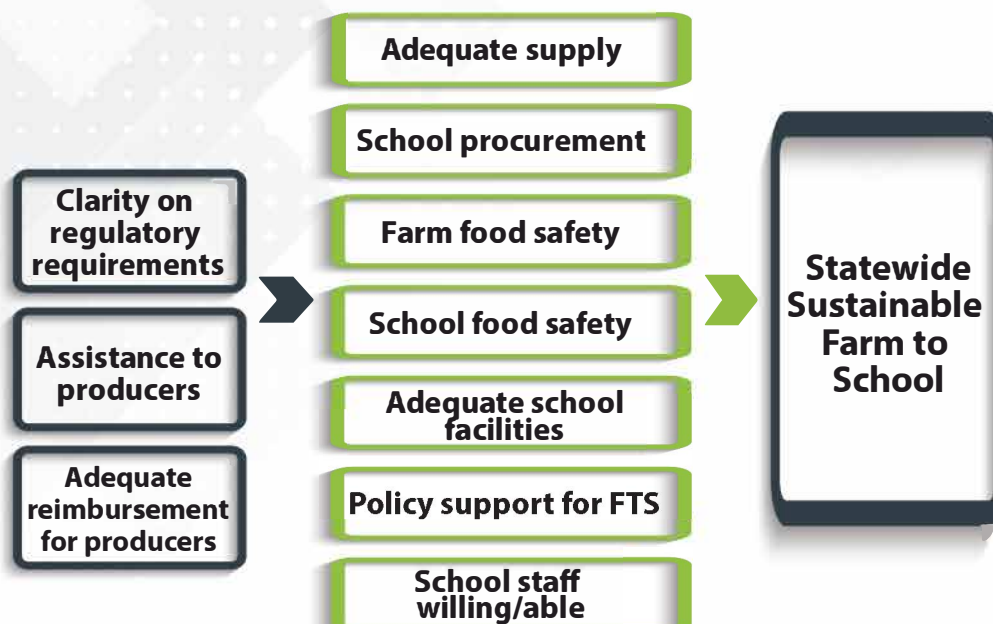 Clarity on
regulatory
requirements
Assistance to
producers
Adequate
reimbursement
for producers
Adequate supply
School procurement
Farm food safety
School food safety
Adequate school
facilities
Policy support for FTS
School staff
willing/able
Statewide
Sustainable
Farm to
School